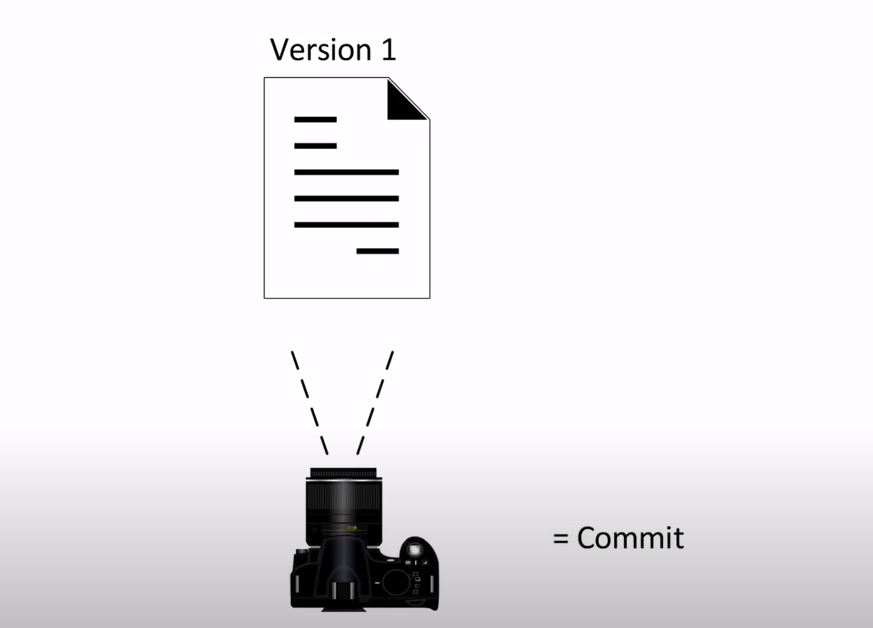 Version 1
= Commit